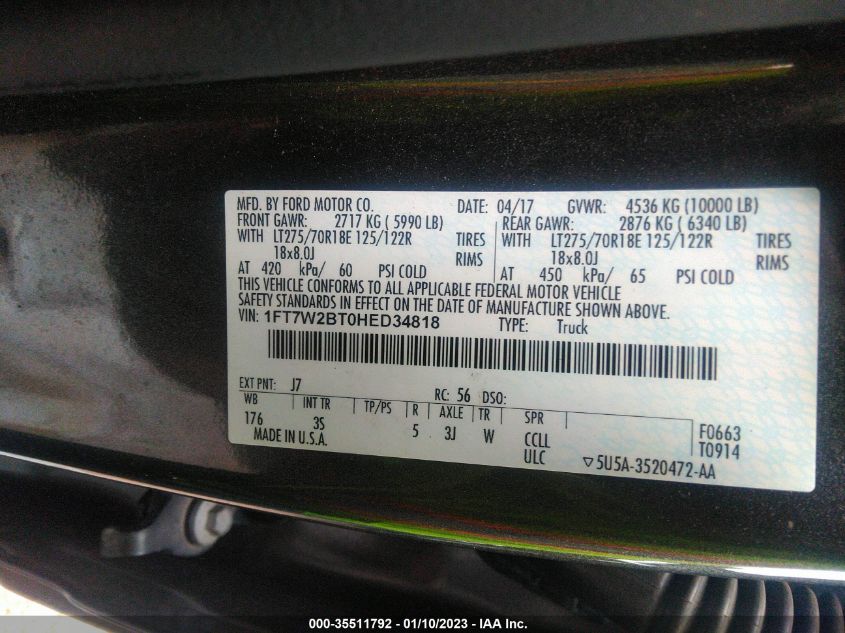 MFD. BY FORD MOTOR CO. DATE: 04/17 GVWR: 4536 KG (10000 LB)
FRONT GAWR: 2717 KG ( 5990 LB) REAR GAWR: 2876 KG ( 6340 LB)
WITH LT275/70R18E 125/122R TIRES WITH LT275/70R18E 125/122R TIRES
18x8.0J RIMS 18x8.0J RIMS
AT 420 kPa/ 60 PSI COLD AT 450 kPa/ 65 PSI COLD
THIS VEHICLE CONFORMS TO ALL APPLICABLE FEDERAL MOTOR VEHICLE
SAFETY STANDARDS IN EFFECT ON THE DATE OF MANUFACTURE SHOWN ABOVE.
VIN: 1FT7W2BT0HED34818 TYPE: Truck
EXT PNT: J7 RC: 56 DSO:
WB INT TR TP/PS R AXLE TR SPR
176 3S 5 3J W CCLL F0663
MADE IN U.S.A. ULC T0914
▽5U5A-3520472-AA
000-35511792 - 01/10/2023 - IAA Inc.